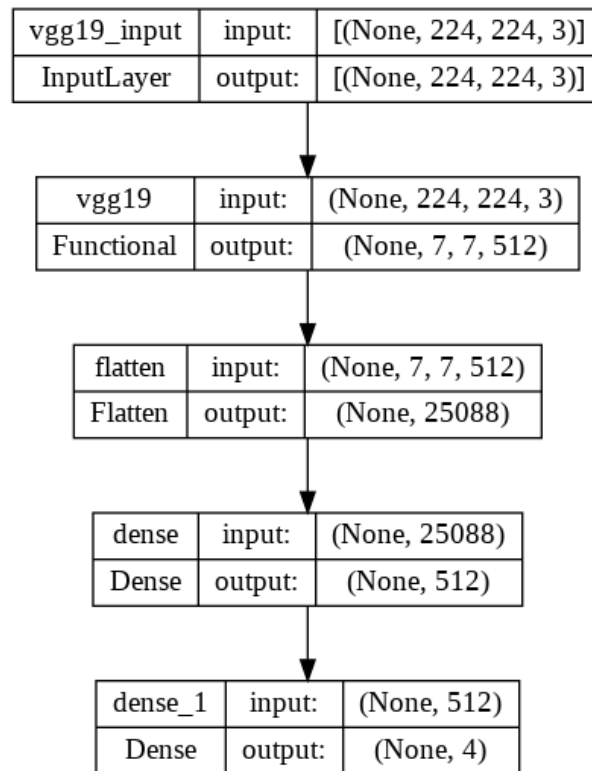 vgg19_input input: [(None, 224, 224, 3)]
InputLayer output: [(None, 224, 224, 3)]
vgg19 input: (None, 224, 224, 3)
Functional output: (None, 7, 7, 512)
flatten input: (None, 7, 7, 512)
Flatten output: (None, 25088)
dense input: (None, 25088)
Dense output: (None, 512)
dense_1 input: (None, 512)
Dense output: (None, 4)